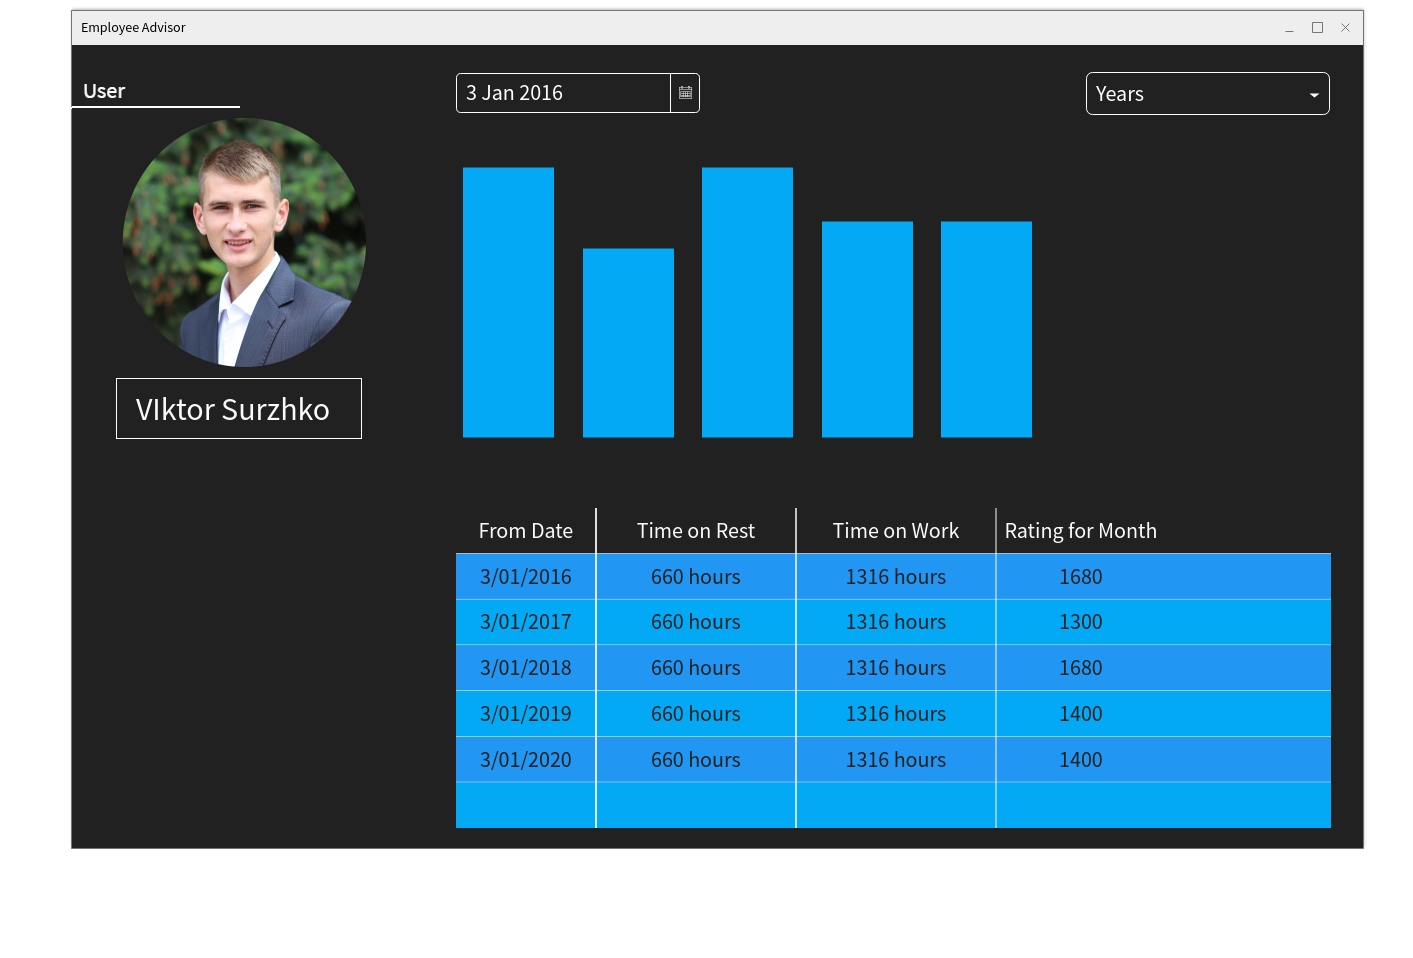 Employee Advisor
User
3 Jan 2016
Years
VIktor Surzhko
From Date Time on Rest Time on Work Rating for Month
3/01/2016 660 hours 1316 hours 1680
3/01/2017 660 hours 1316 hours 1300
3/01/2018 660 hours 1316 hours 1680
3/01/2019 660 hours 1316 hours 1400
3/01/2020 660 hours 1316 hours 1400